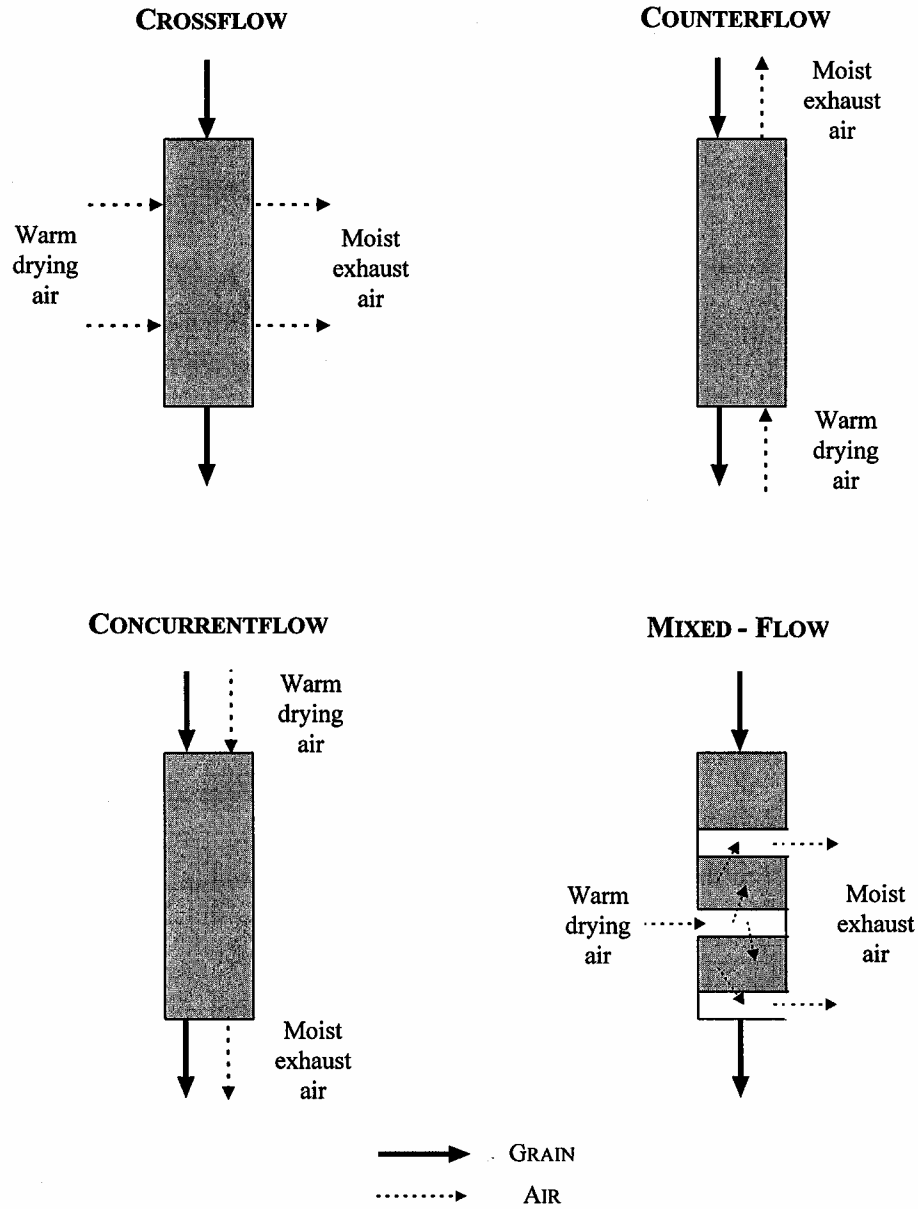 CROSSFLOW
Warm
drying
air
Moist
exhaust
air
COUNTERFLOW
Moist
exhaust
air
Warm
drying
air
CONCURRENTFLOW
Warm
drying
air
Moist
exhaust
air
MIXED - FLOW
Warm
drying
air
Moist
exhaust
air
GRAIN
AIR